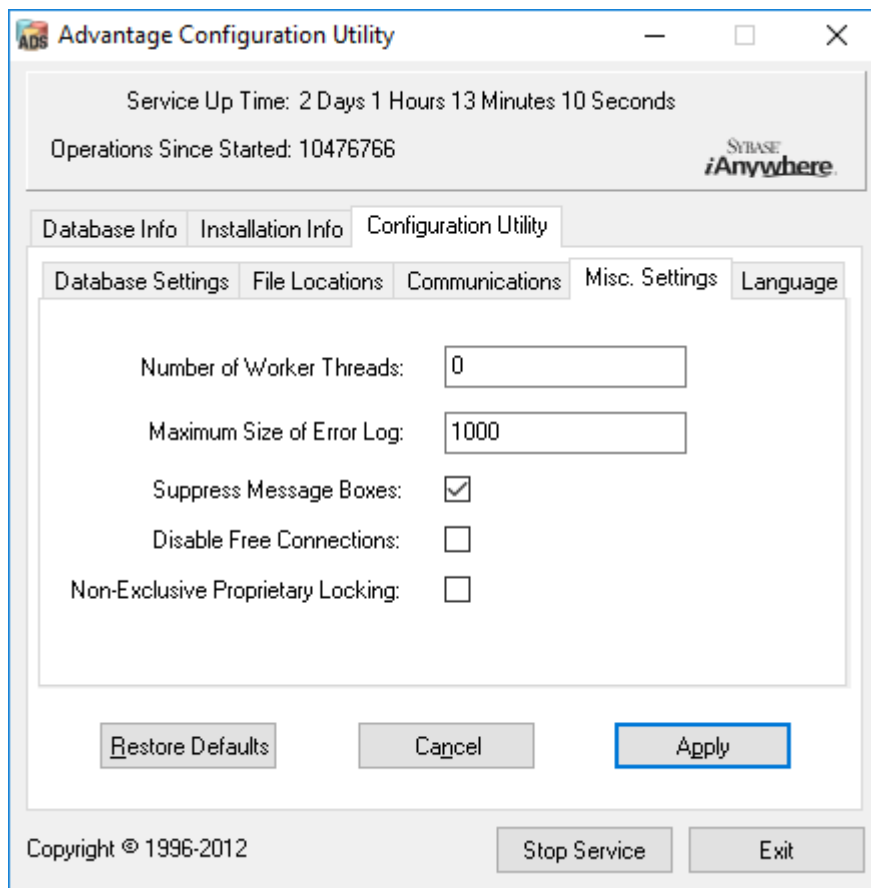 ADS Advantage Configuration Utility
Service Up Time: 2 Days 1 Hours 13 Minutes 10 Seconds
Operations Since Started: 10476766
SYBASE
iAnywhere.
Database Info Installation Info Configuration Utility
Database Settings File Locations Communications Misc. Settings Language
Number of Worker Threads: 0
Maximum Size of Error Log: 1000
Suppress Message Boxes:
Disable Free Connections:
Non-Exclusive Proprietary Locking:
Restore Defaults Cancel Apply
Copyright © 1996-2012 Stop Service Exit